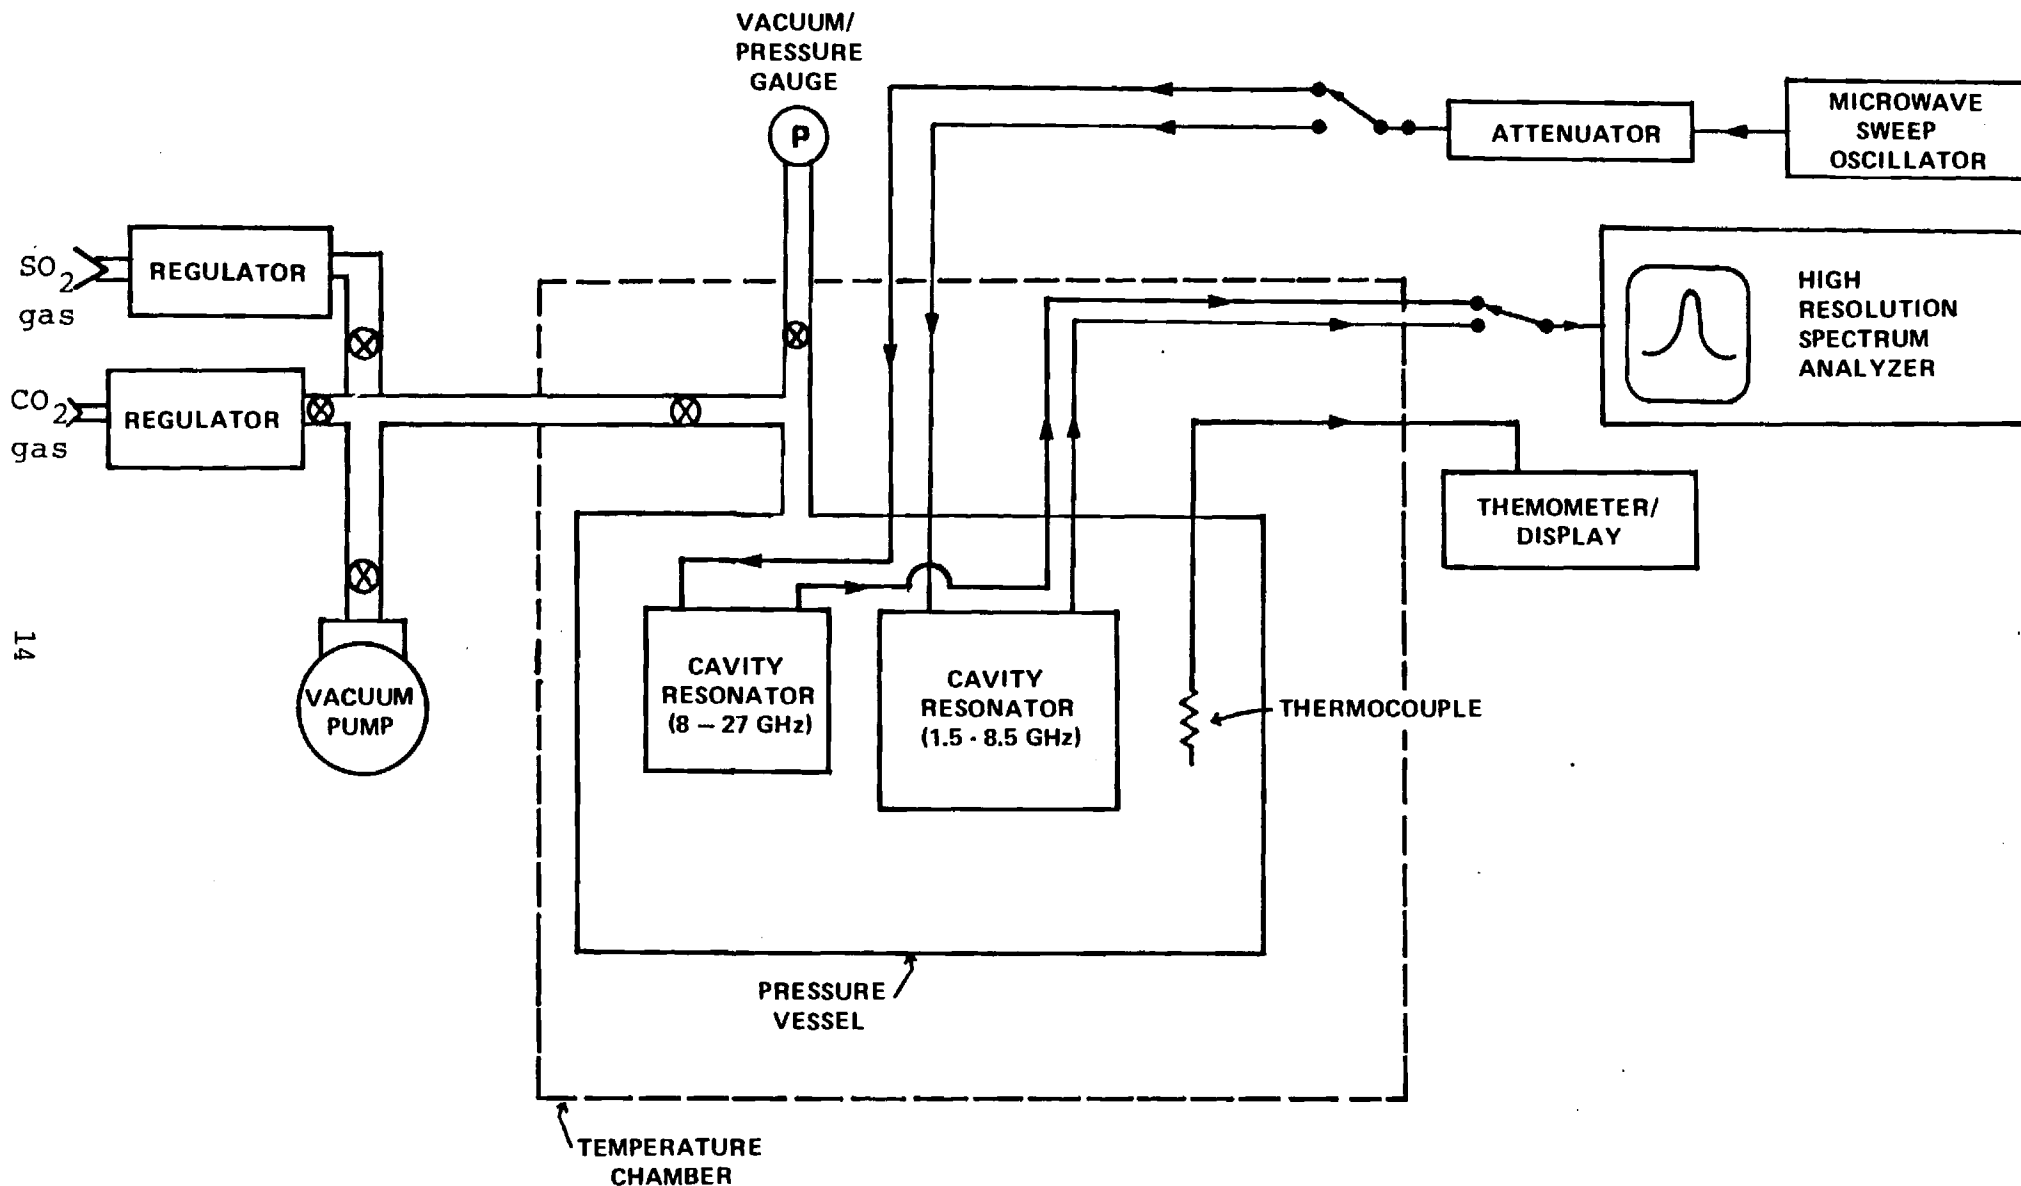 VACUUM/
PRESSURE
GAUGE
P
MICROWAVE
SWEEP
OSCILLATOR
ATTENUATOR
SO2
gas
REGULATOR
CO2
gas
REGULATOR
HIGH
RESOLUTION
SPECTRUM
ANALYZER
THEMOMETER/
DISPLAY
VACUUM
PUMP
CAVITY
RESONATOR
(8 – 27 GHz)
CAVITY
RESONATOR
(1.5 - 8.5 GHz)
THERMOCOUPLE
PRESSURE
VESSEL
TEMPERATURE
CHAMBER
14